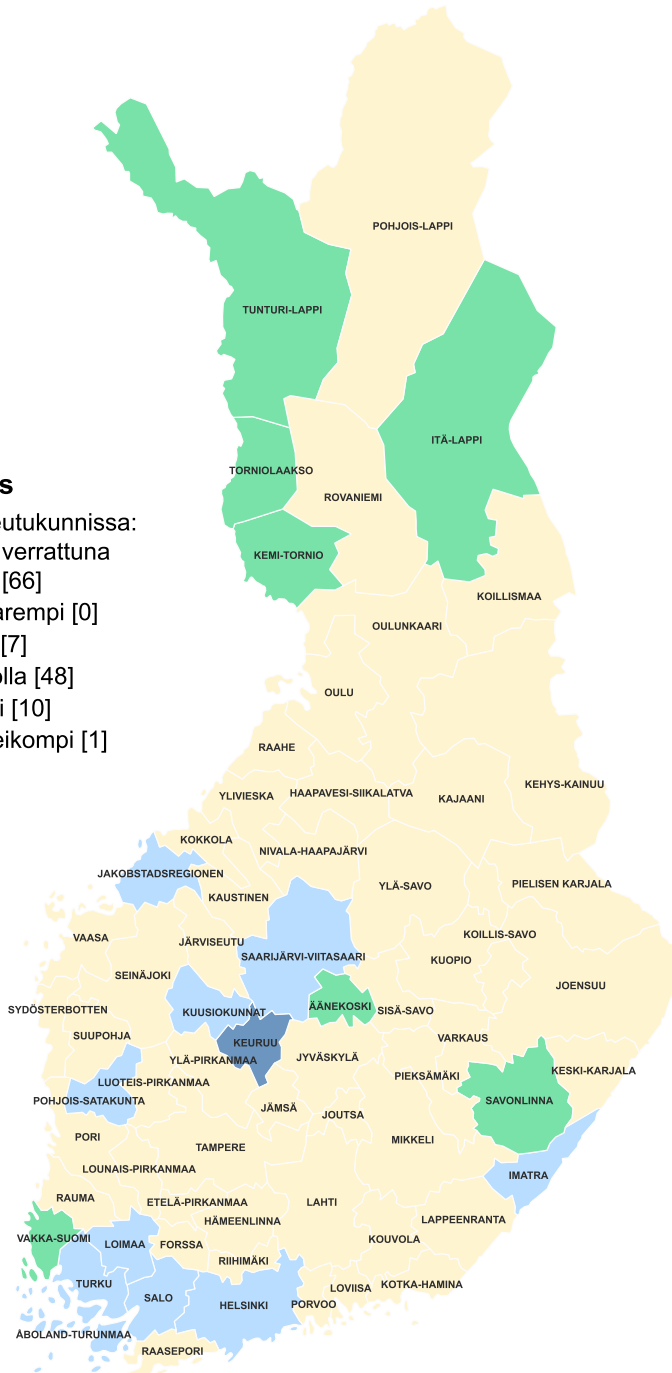 POHJOIS-LAPPI
TUNTURI-LAPPI
ITÄ-LAPPI
TORNIOLAAKSO
s
ROVANIEMI
eutukunnissa:
verrattuna
KEMI-TORNIO
[66]
KOILLISMAA
arempi [0]
OULUNKAARI
[7]
olla [48]
OULU
i [10]
eikompi [1]
RAAHE
KEHYS-KAINUU
HAAPAVESI-SIIKALATVA
YLIVIESKA
KAJAANI
KOKKOLA
NIVALA-HAAPAJÄRVI
JAKOBSTADSREGIONEN
YLÄ-SAVO
PIELISEN KARJALA
KAUSTINEN
KOILLIS-SAVO
VAASA
JÄRVISEUTU
SAARIJÄRVI-VIITASAARI
KUOPIO
SEINÄJOKI
JOENSUU
ÄÄNEKOSKI
SYDÖSTERBOTTEN
SISÄ-SAVO
KUUSIOKUNNAT
SUUPOHJA
VARKAUS
KEURUU
JYVÄSKYLÄ
YLÄ-PIRKANMAA
KESKI-KARJALA
PIEKSÄMÄKI
LUOTEIS-PIRKANMAA
POHJOIS-SATAKUNTA
SAVONLINNA
JÄMSÄ
JOUTSA
PORI
MIKKELI
TAMPERE
LOUNAIS-PIRKANMAA
IMATRA
RAUMA
ETELÄ-PIRKANMAA
LAHTI
HÄMEENLINNA
LAPPEENRANTA
VAKKA-SUOMI
KOUVOLA
LOIMAA
FORSSA
RIIHIMÄKI
TURKU
KOTKA-HAMINA
LOVIISA
SALO
HELSINKI
PORVOO
ÅBOLAND-TURUNMAA
RAASEPORI